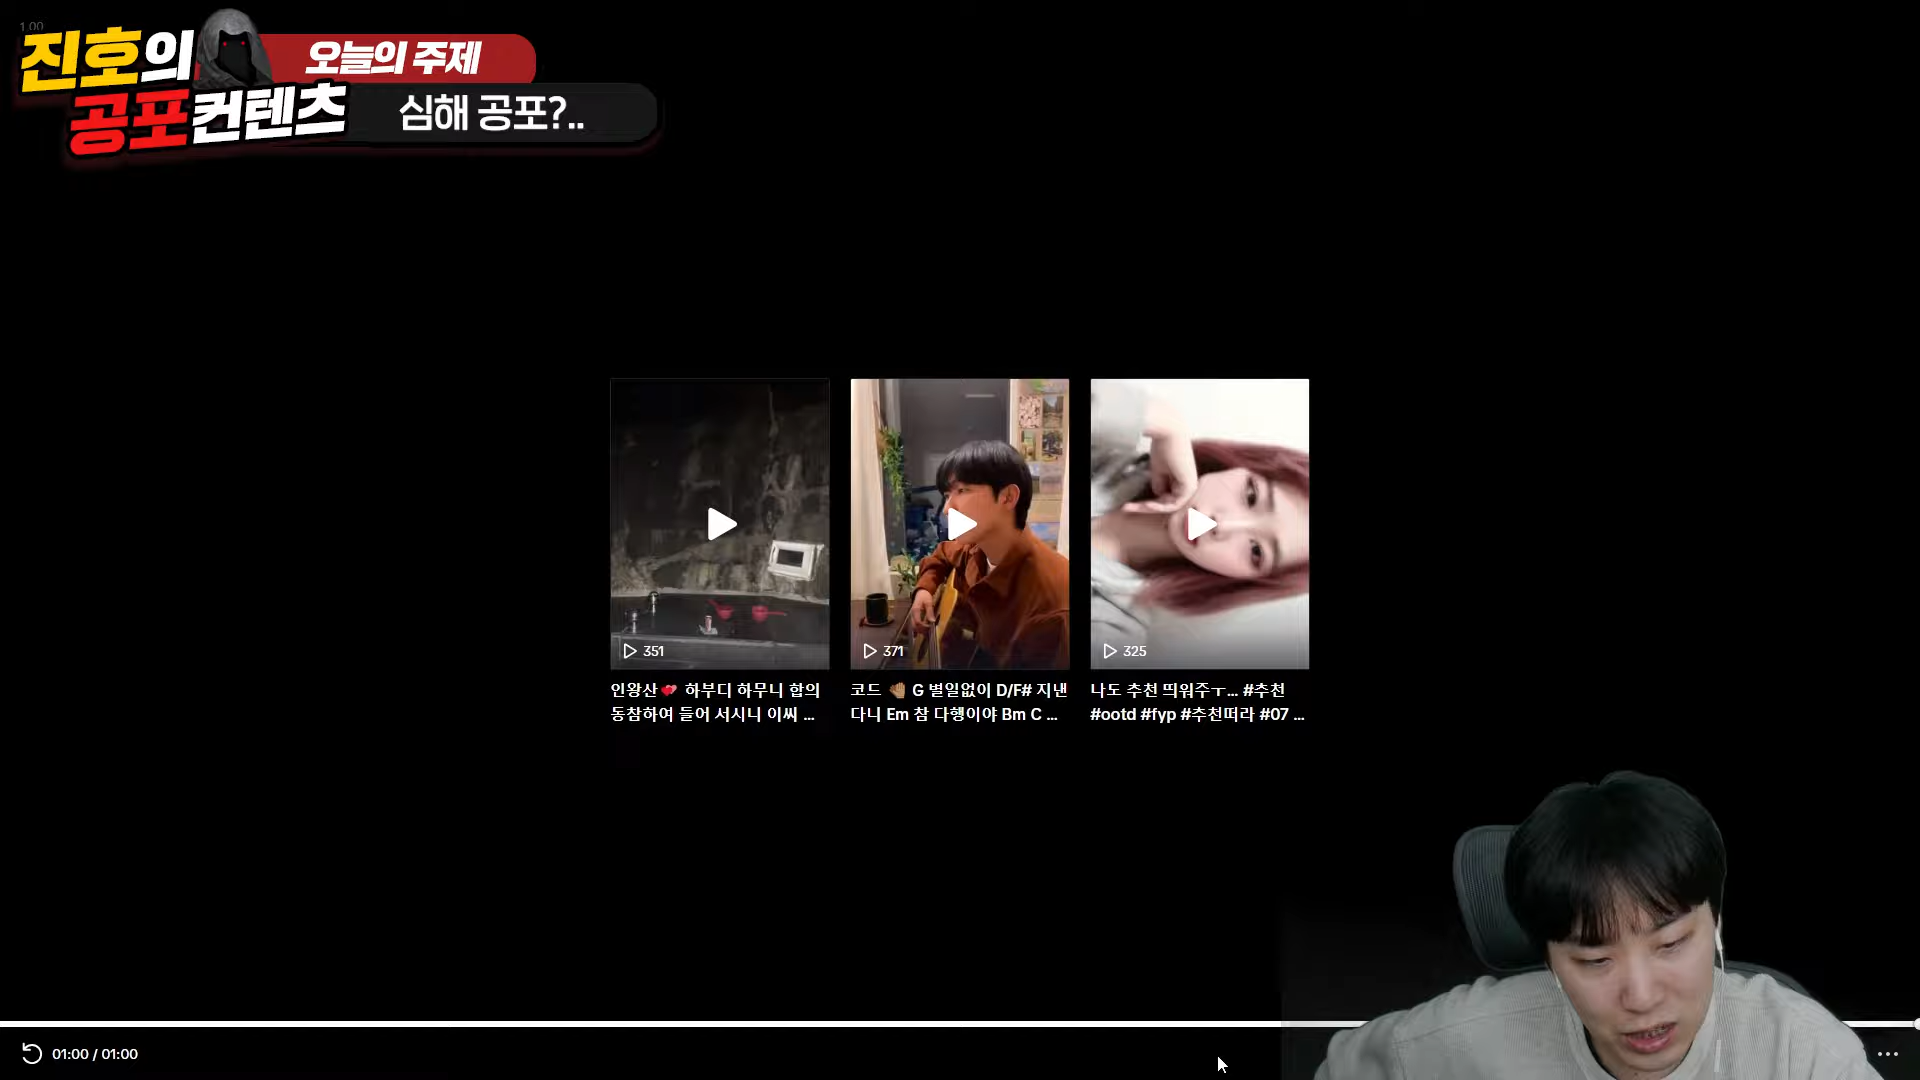 1.00
진호의
공포컨텐츠
오늘의 주제
심해 공포?..
351
371
325
인왕산💕 하부디 하무니 합의
동참하여 들어 서시니 이씨 ...
코드 👋🏽 G 별일없이 D/F# 지낸
다니 Em 참 다행이야 Bm C ...
나도 추천 띄워주ㅜ... #추천
#ootd #fyp #추천떠라 #07 ...
01:00 / 01:00